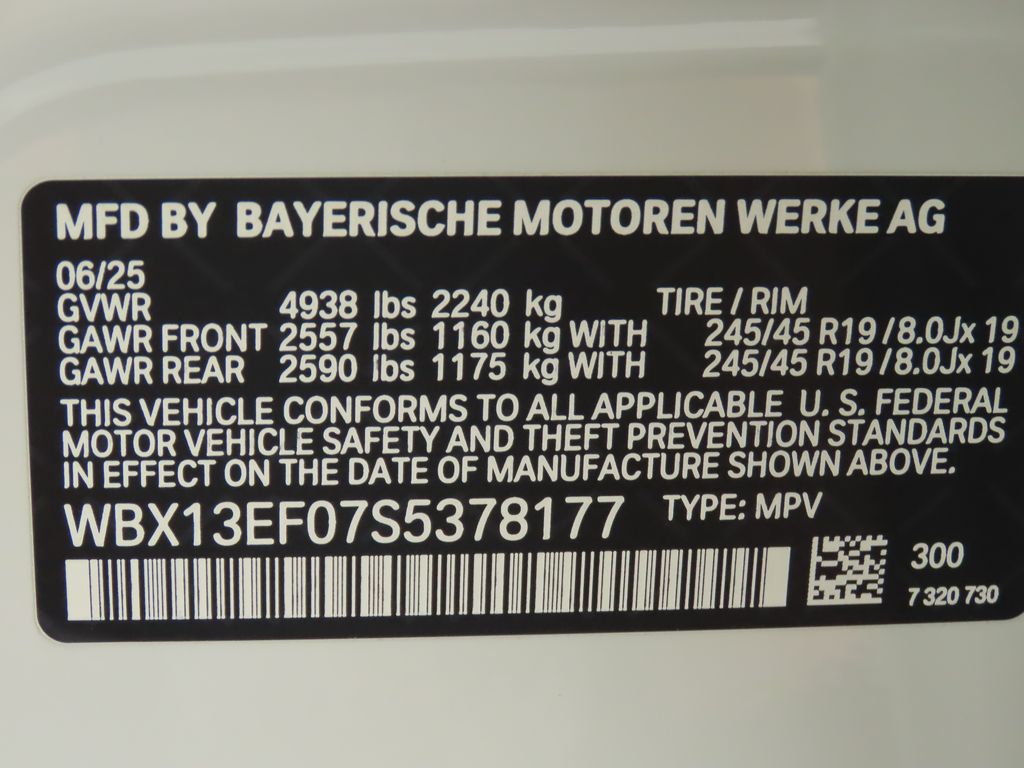 MFD BY BAYERISCHE MOTOREN WERKE AG
06/25
GVWR 4938 lbs 2240 kg TIRE / RIM
GAWR FRONT 2557 lbs 1160 kg WITH 245/45 R19 /8.0Jx 19
GAWR REAR 2590 lbs 1175 kg WITH 245/45 R19 /8.0Jx 19
THIS VEHICLE CONFORMS TO ALL APPLICABLE U. S. FEDERAL
MOTOR VEHICLE SAFETY AND THEFT PREVENTION STANDARDS
IN EFFECT ON THE DATE OF MANUFACTURE SHOWN ABOVE.
WBX13EF07S5378177 TYPE: MPV
300
7 320 730